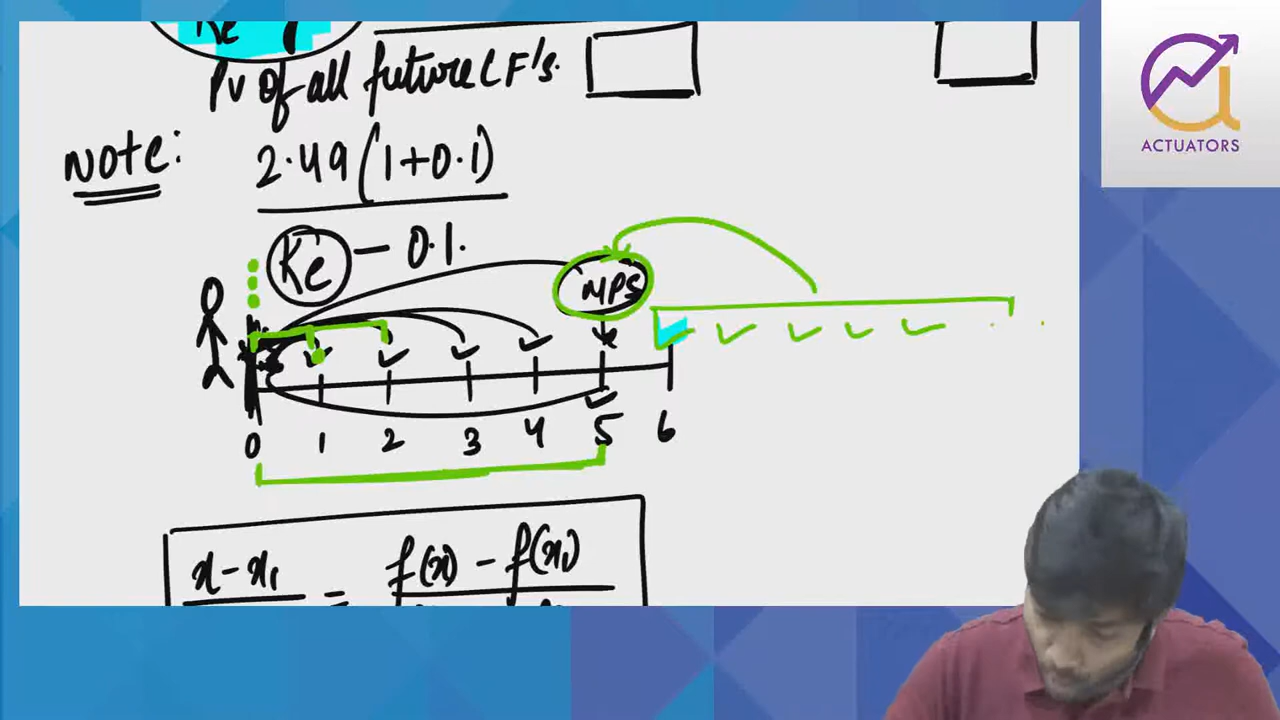 Ke
PV of all future CF's.
Note:
2.49(1+0.1)
Ke - 0.1.
MPS
0 1 2 3 4 5 6
x-x₁ = f(x) - f(x₁)
ACTUATORS